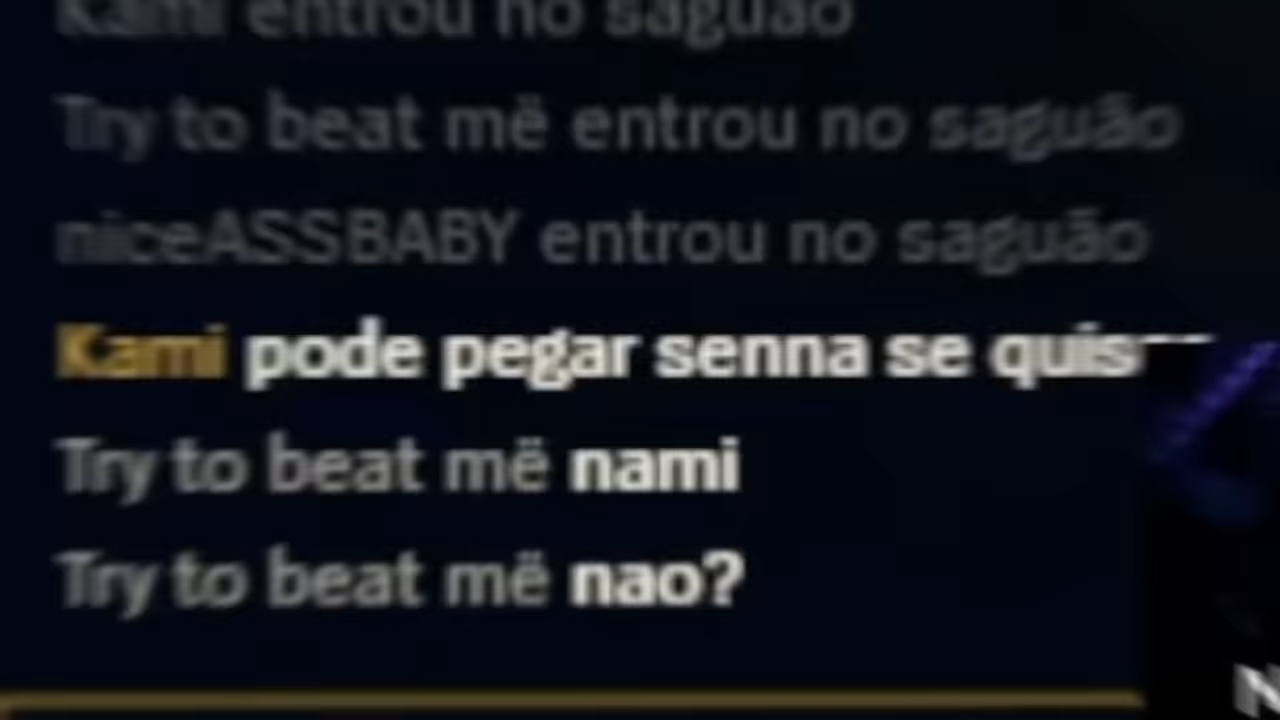 Kami entrou no saguão
Try to beat më entrou no saguão
niceASSBABY entrou no saguão
Kami pode pegar senna se
Try to beat më nami
Try to beat më nao?